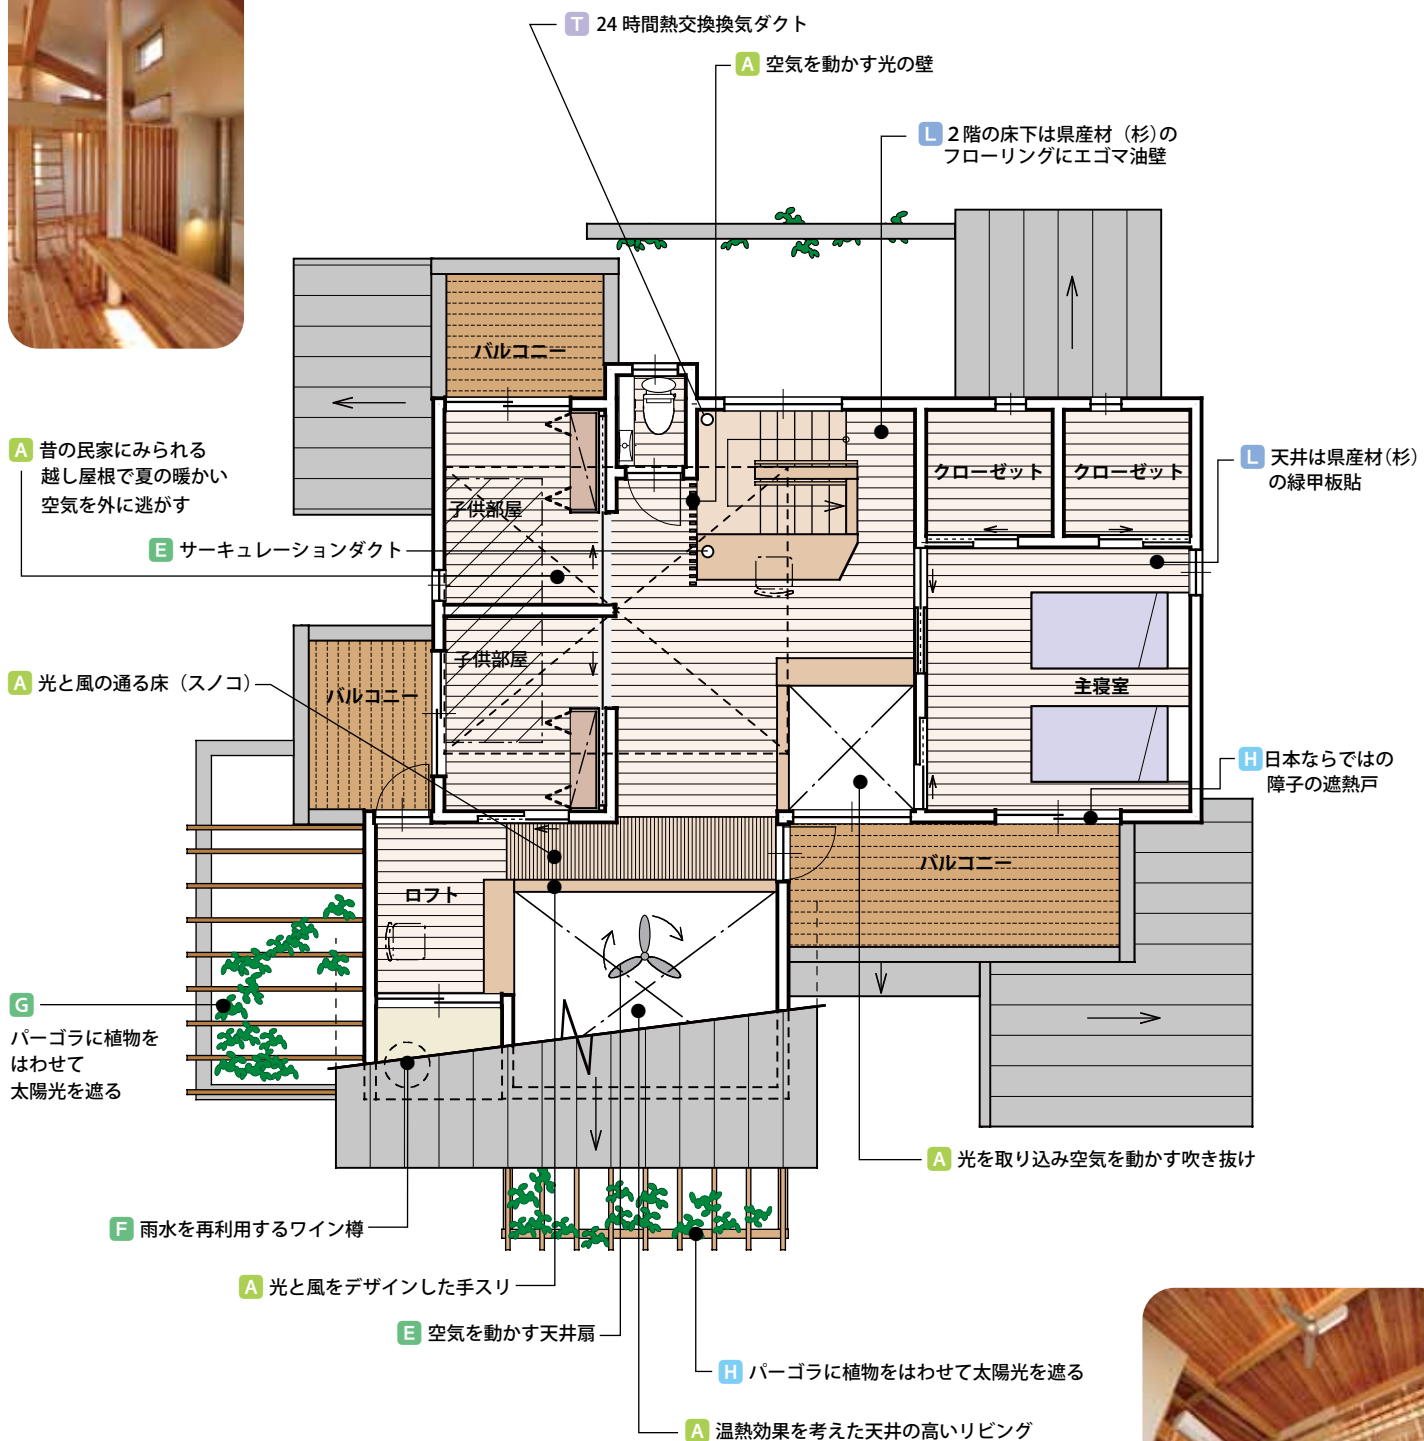 T 24 時間熱交換換気ダクト
A 空気を動かす光の壁
L 2階の床下は県産材（杉）の
フローリングにエゴマ油壁
バルコニー
A 昔の民家にみられる
越し屋根で夏の暖かい
空気を外に逃がす
クローゼット
クローゼット
L 天井は県産材（杉）
の緑甲板貼
子供部屋
E サーキュレーションダクト
子供部屋
A 光と風の通る床（スノコ）
バルコニー
主寝室
H 日本ならではの
障子の遮熱戸
バルコニー
ロフト
G
パーゴラに植物を
はわせて
太陽光を遮る
A 光を取り込み空気を動かす吹き抜け
F 雨水を再利用するワイン樽
A 光と風をデザインした手スリ
E 空気を動かす天井扇
H パーゴラに植物をはわせて太陽光を遮る
A 温熱効果を考えた天井の高いリビング